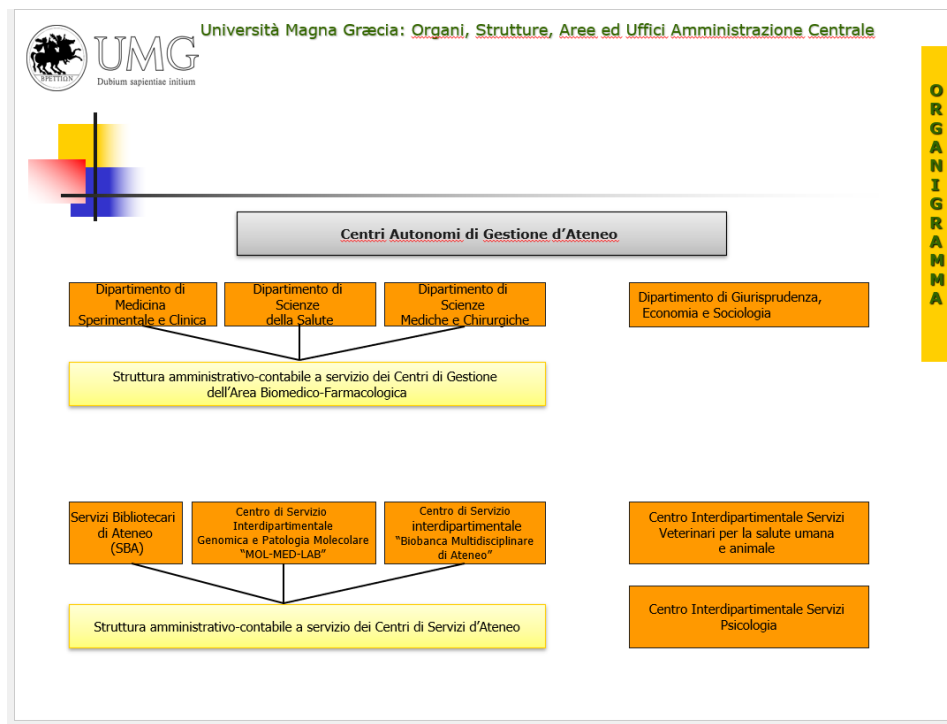 Università Magna Græcia: Organi, Strutture, Aree ed Uffici Amministrazione Centrale
BPETTION
UMG
Dubium sapientiae initium
ORGANIGRAMMA
Centri Autonomi di Gestione d'Ateneo
Dipartimento di
Medicina
Sperimentale e Clinica
Dipartimento di
Scienze
della Salute
Dipartimento di
Scienze
Mediche e Chirurgiche
Dipartimento di Giurisprudenza,
Economia e Sociologia
Struttura amministrativo-contabile a servizio dei Centri di Gestione
dell'Area Biomedico-Farmacologica
Servizi Bibliotecari
di Ateneo
(SBA)
Centro di Servizio
Interdipartimentale
Genomica e Patologia Molecolare
"MOL-MED-LAB"
Centro di Servizio
interdipartimentale
"Biobanca Multidisciplinare
di Ateneo"
Centro Interdipartimentale Servizi
Veterinari per la salute umana
e animale
Struttura amministrativo-contabile a servizio dei Centri di Servizi d'Ateneo
Centro Interdipartimentale Servizi
Psicologia